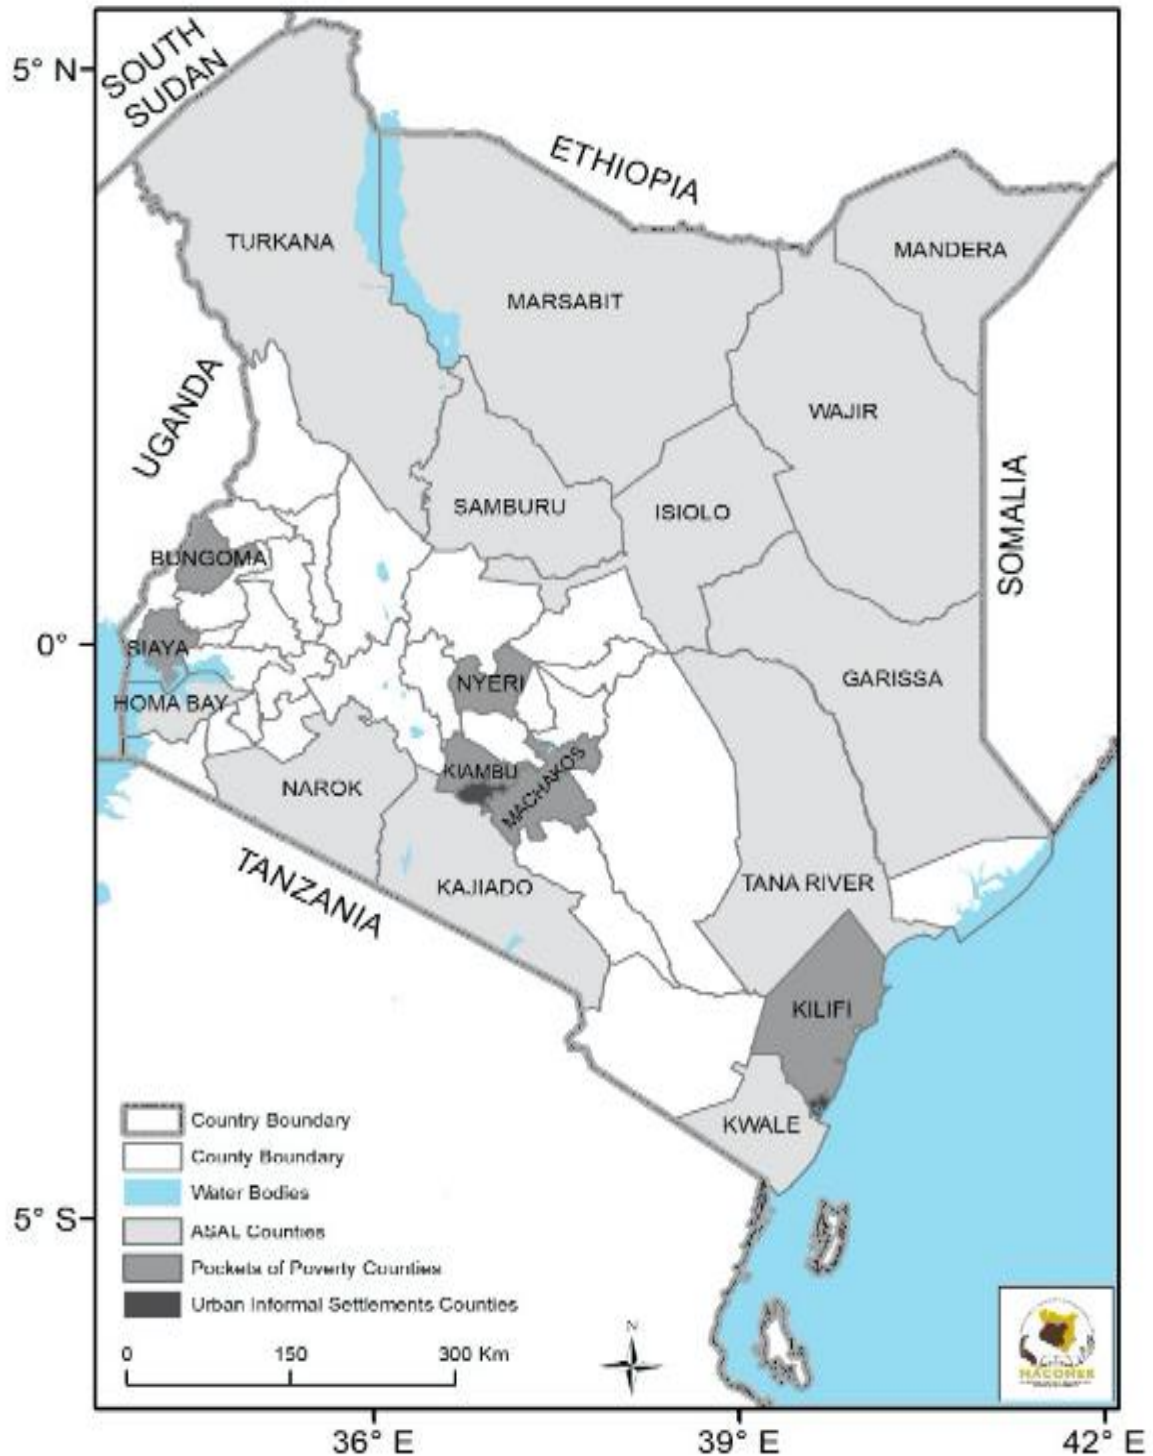 5° N
SOUTH
SUDAN
ETHIOPIA
TURKANA
MANDERA
MARSABIT
UGANDA
WAJIR
SAMBURU
ISIOLO
SOMALIA
BUNGOMA
0°
SIAYA
NYERI
GARISSA
HOMA BAY
KIAMBU
MACHAKOS
NAROK
TANZANIA
KAJIADO
TANA RIVER
KILIFI
KWALE
Country Boundary
County Boundary
Water Bodies
5° S
ASAL Counties
Pockets of Poverty Counties
Urban Informal Settlements Counties
N
0 150 300 Km
NACONEK
36° E 39° E 42° E